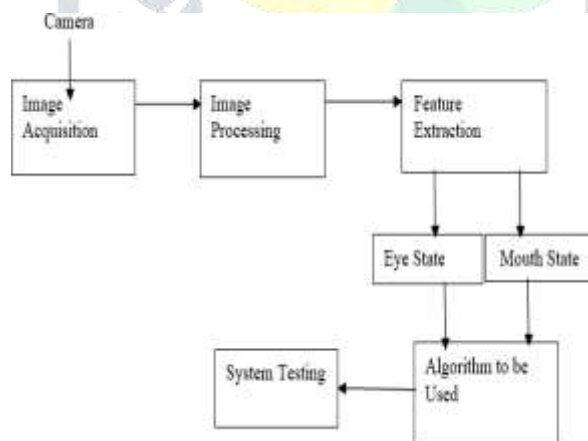 Camera
Image
Acquisition
Image
Processing
Feature
Extraction
Eye State
Mouth State
System Testing
Algorithm to be
Used